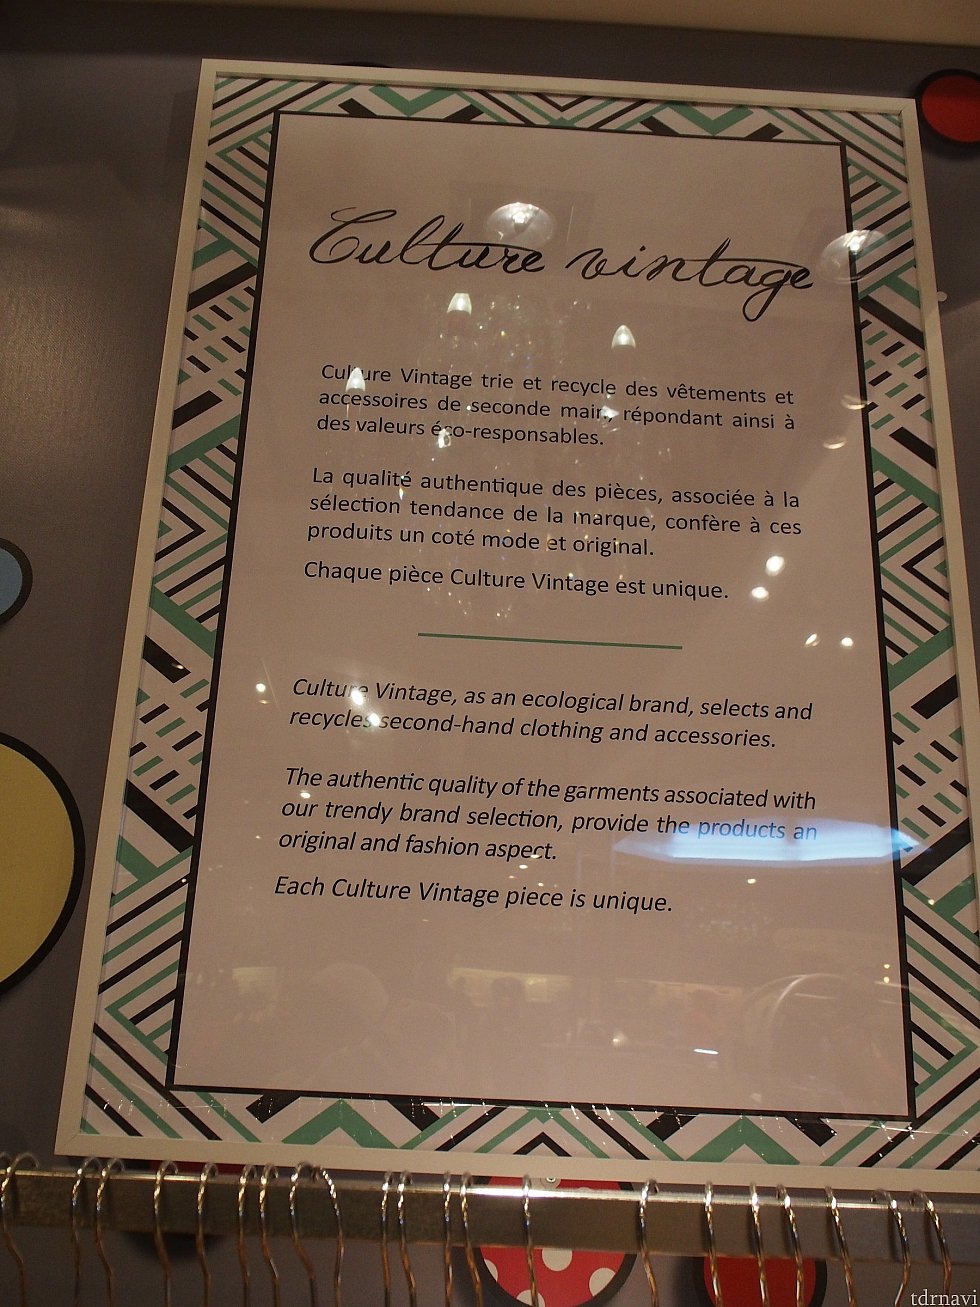 Culture vintage
Culture Vintage trie et recycle des vêtements et
accessoires de seconde main, répondant ainsi à
des valeurs éco-responsables.
La qualité authentique des pièces, associée à la
sélection tendance de la marque, confère à ces
produits un coté mode et original.
Chaque pièce Culture Vintage est unique.
Culture Vintage, as an ecological brand, selects and
recycles second-hand clothing and accessories.
The authentic quality of the garments associated with
our trendy brand selection, provide the products an
original and fashion aspect.
Each Culture Vintage piece is unique.
tdrnavi